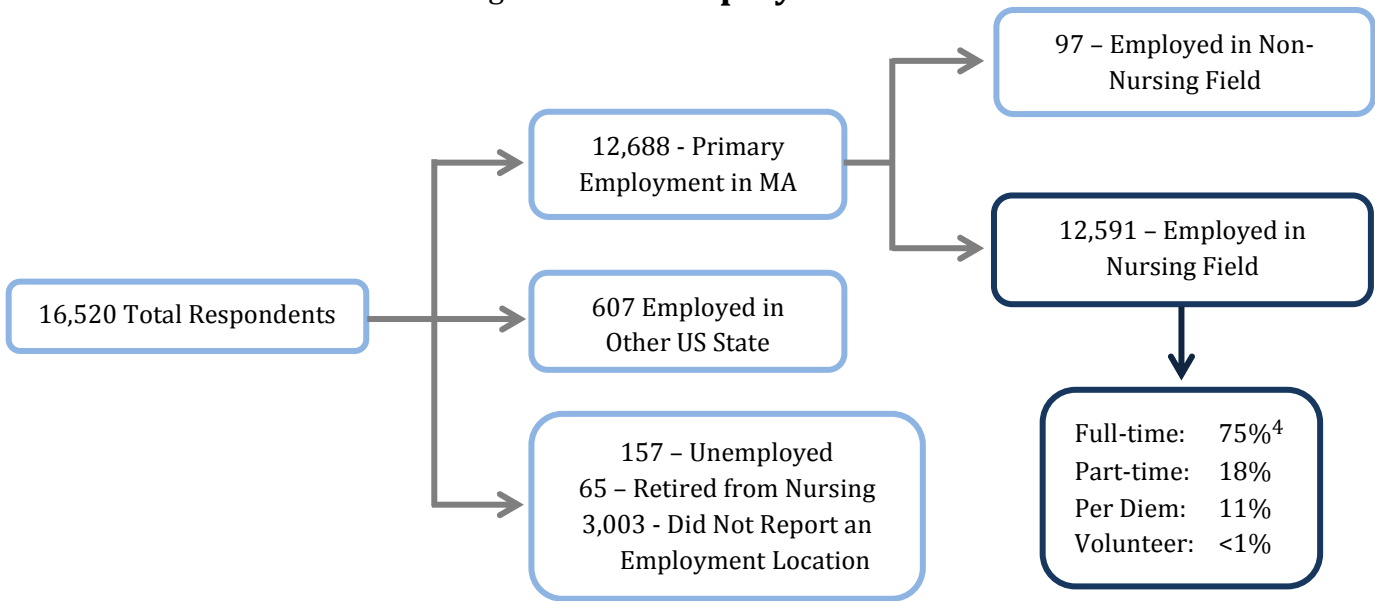 16,520 Total Respondents
12,688 - Primary
Employment in MA
607 Employed in
Other US State
157 – Unemployed
65 – Retired from Nursing
3,003 - Did Not Report an
Employment Location
97 – Employed in Non-
Nursing Field
12,591 – Employed in
Nursing Field
Full-time: 75%4
Part-time: 18%
Per Diem: 11%
Volunteer: <1%